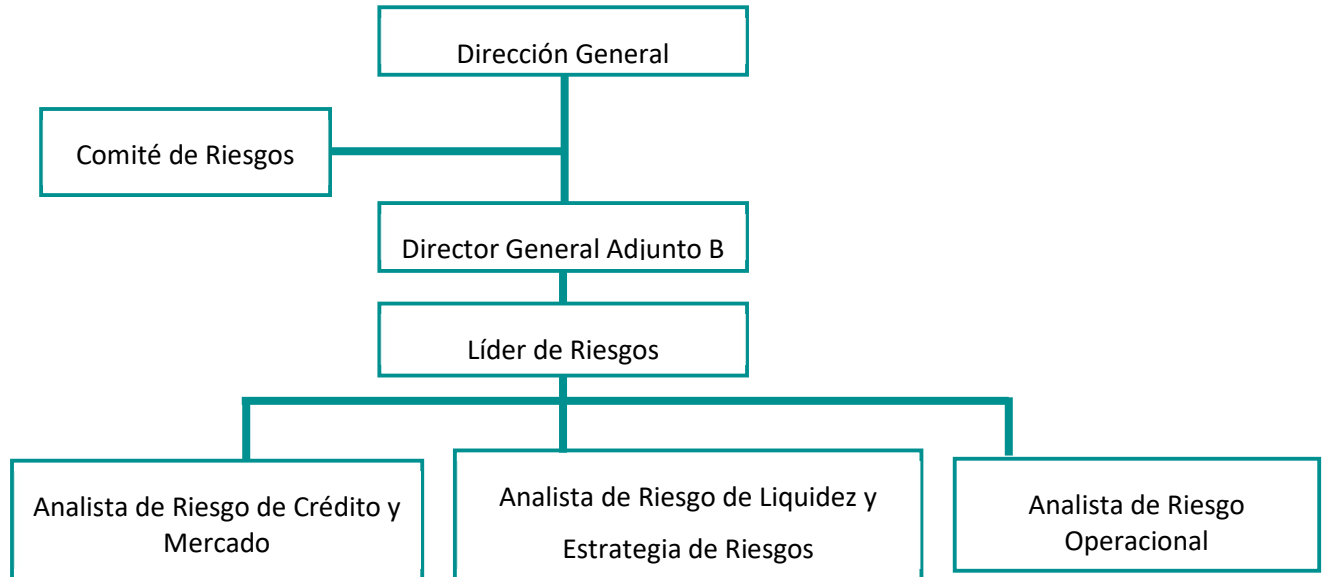 Dirección General
Comité de Riesgos
Director General Adjunto B
Líder de Riesgos
Analista de Riesgo de Crédito y
Mercado
Analista de Riesgo de Liquidez y
Estrategia de Riesgos
Analista de Riesgo
Operacional